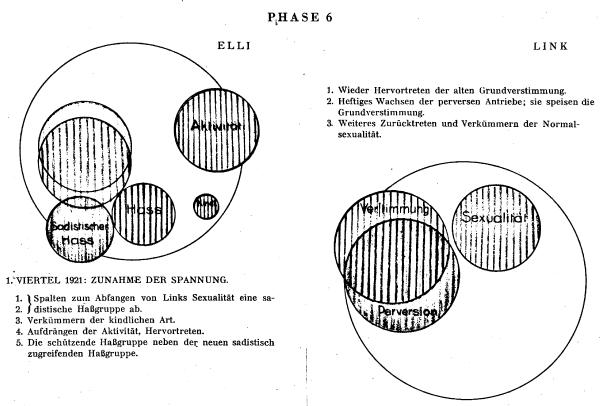 PHASE 6
ELLI
Aktivität
Hass
Art
Sadistischer
Hass
1. VIERTEL 1921: ZUNAHME DER SPANNUNG.
1. } Spalten zum Abfangen von Links Sexualität eine sa-
2. } distische Haßgruppe ab.
3. Verkümmern der kindlichen Art.
4. Aufdrängen der Aktivität, Hervortreten.
5. Die schützende Haßgruppe neben der neuen sadistisch
zugreifenden Haßgruppe.
LINK
1. Wieder Hervortreten der alten Grundverstimmung.
2. Heftiges Wachsen der perversen Antriebe; sie speisen die
Grundverstimmung.
3. Weiteres Zurücktreten und Verkümmern der Normal-
sexualität.
Verstimmung
Sexualität
Perversion